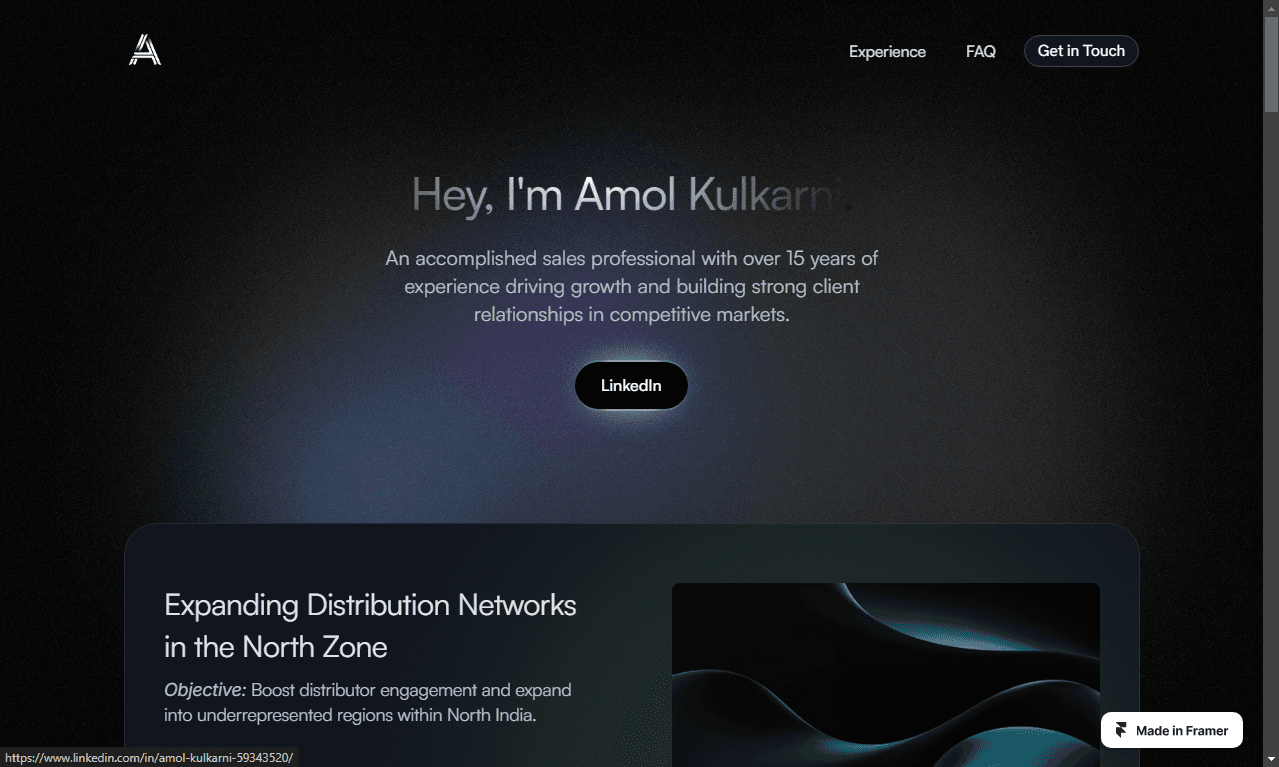 Experience
FAQ
Get in Touch
Hey, I'm Amol Kulkarni.
An accomplished sales professional with over 15 years of
experience driving growth and building strong client
relationships in competitive markets.
LinkedIn
Expanding Distribution Networks
in the North Zone
Objective: Boost distributor engagement and expand
into underrepresented regions within North India.
Made in Framer
https://www.linkedin.com/in/amol-kulkarni-59343520/